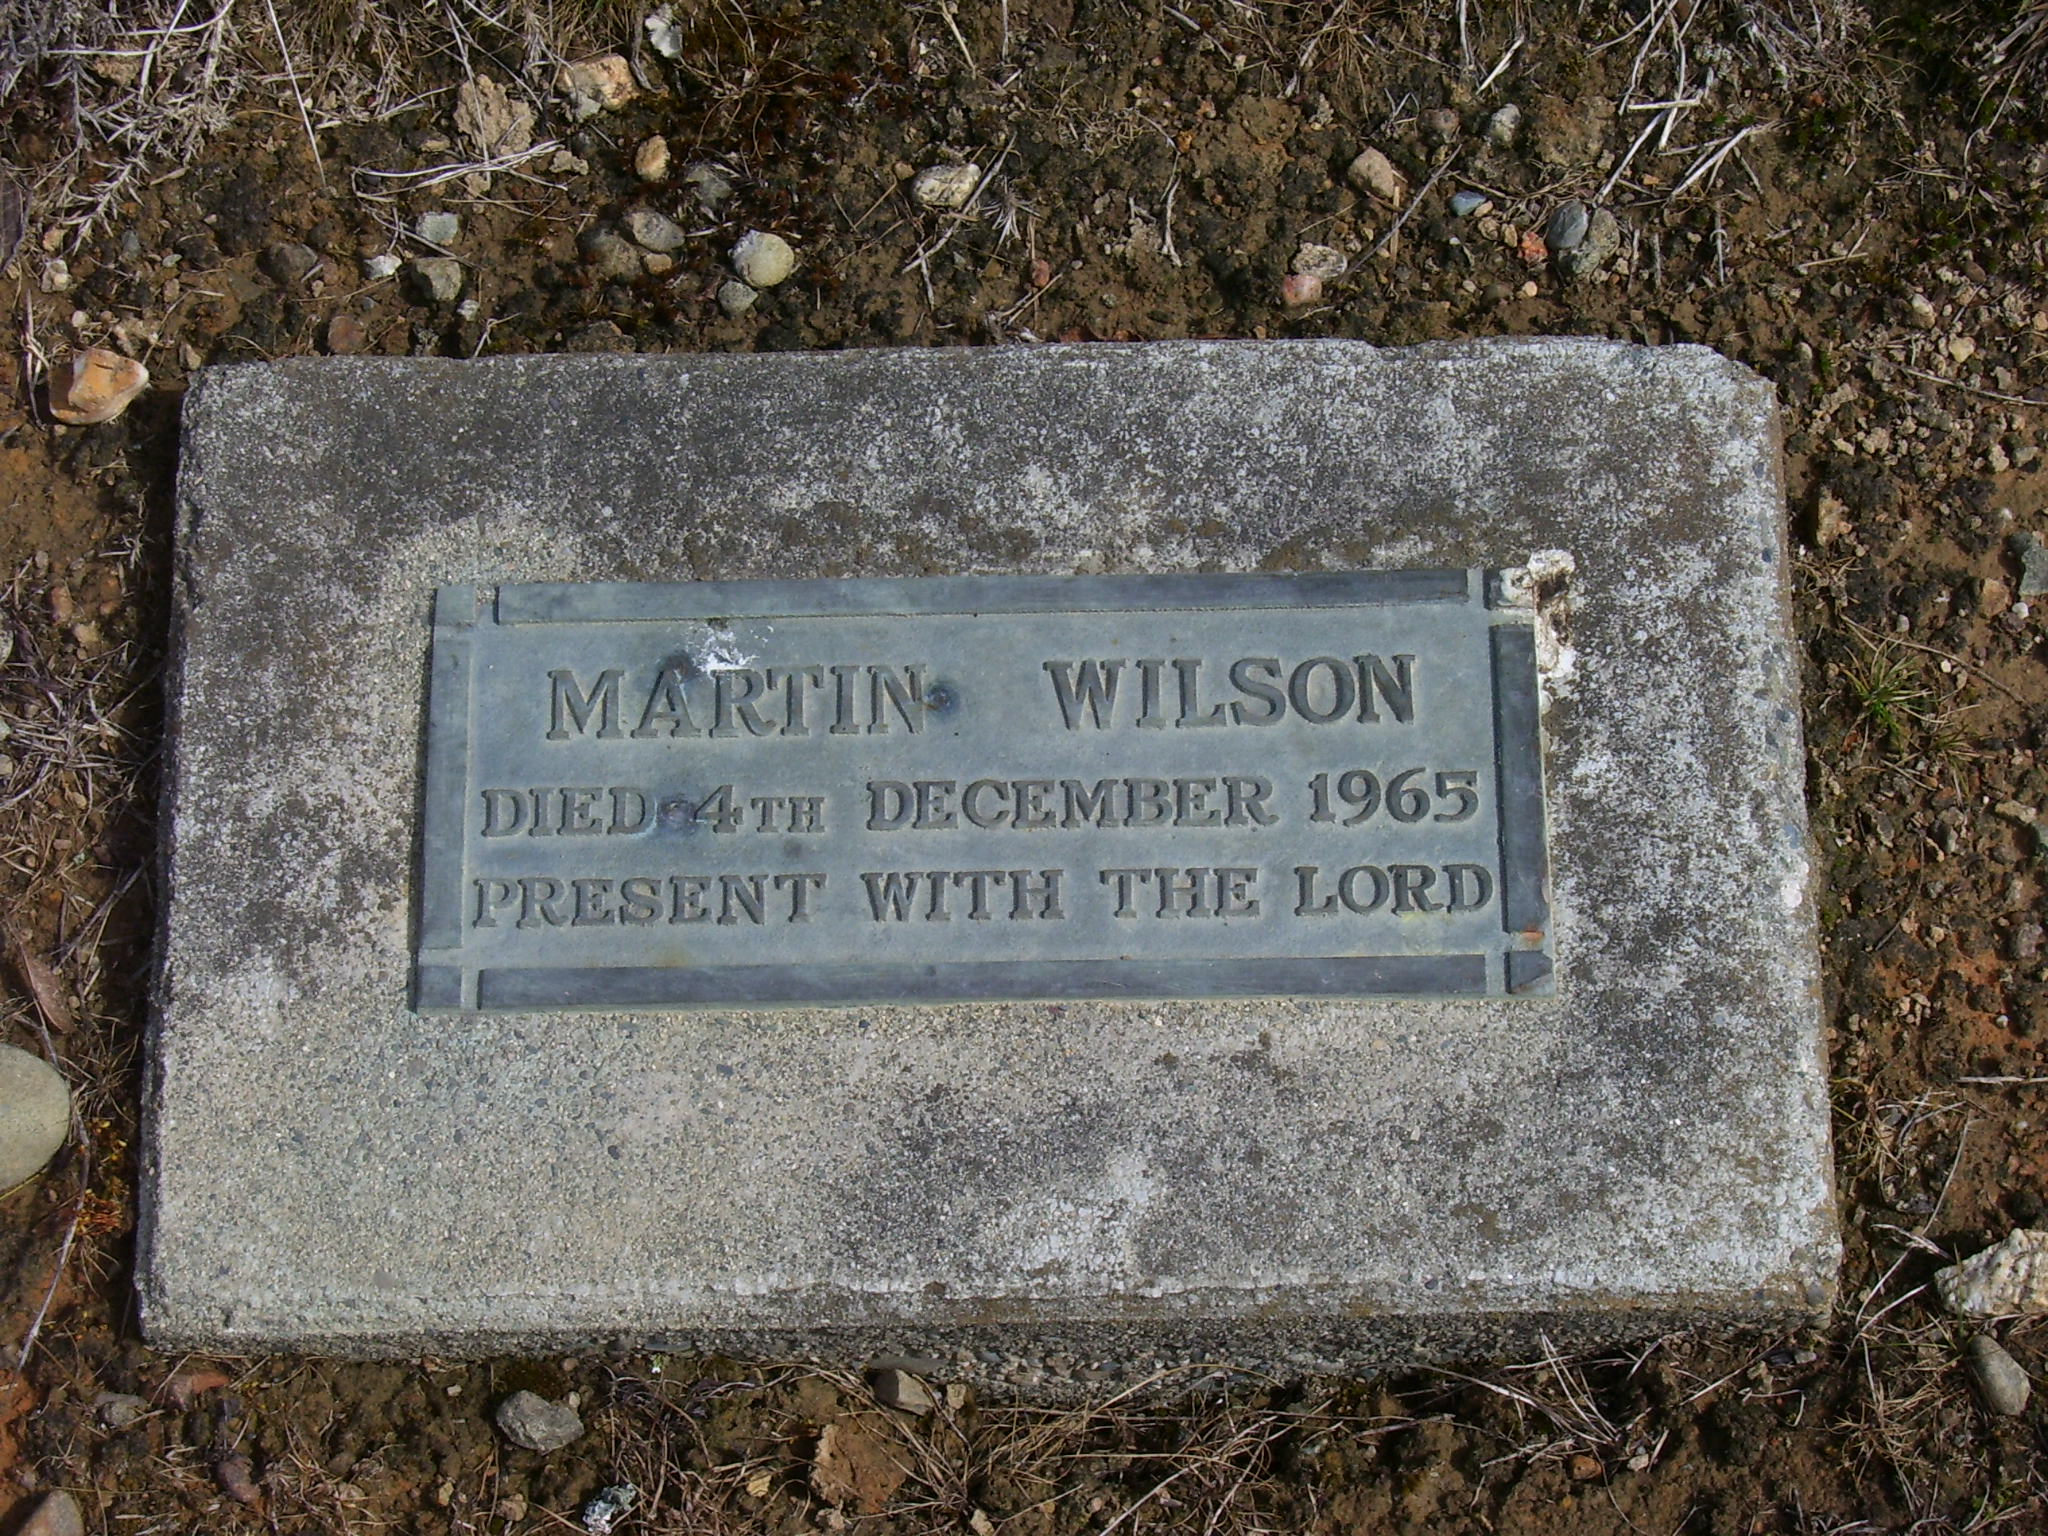 MARTIN WILSON
DIED 4TH DECEMBER 1965
PRESENT WITH THE LORD